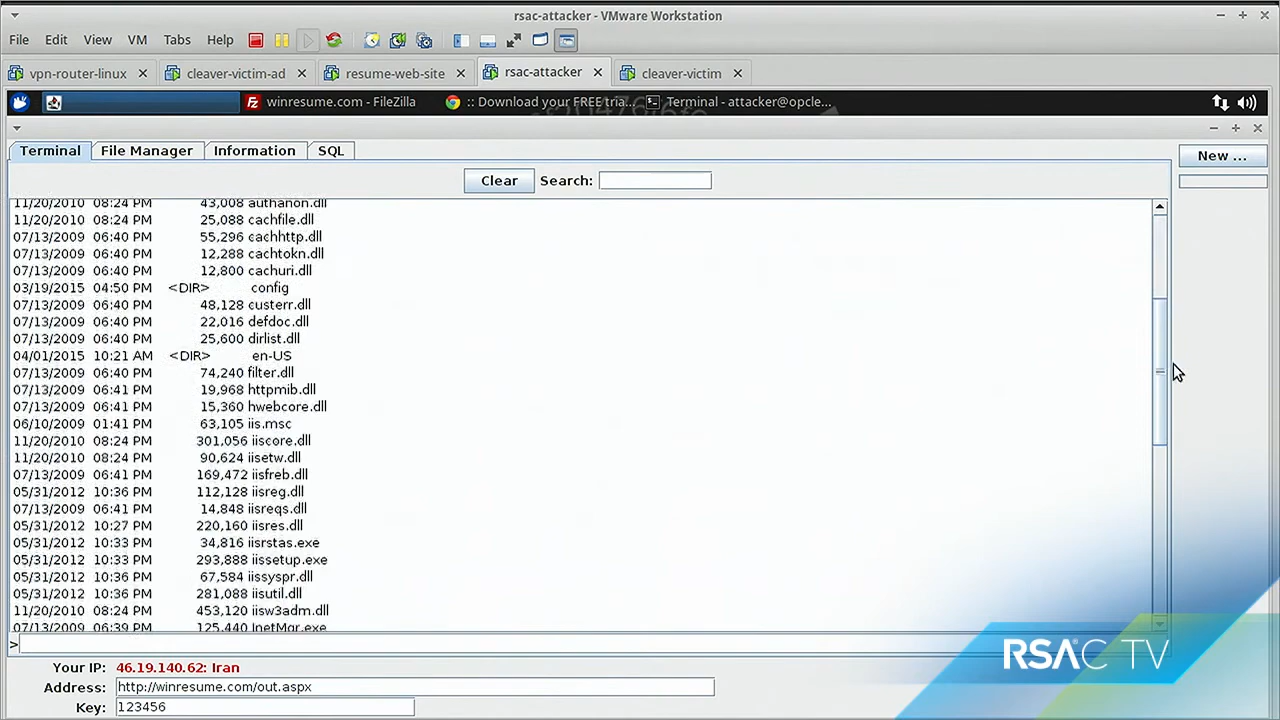 rsac-attacker - VMware Workstation
File Edit View VM Tabs Help
vpn-router-linux cleaver-victim-ad resume-web-site rsac-attacker cleaver-victim
winresume.com - FileZilla :: Download your FREE tria... Terminal - attacker@opcle...
Terminal File Manager Information SQL New ...
Clear Search:
11/20/2010 08:24 PM 43,008 authanon.dll
11/20/2010 08:24 PM 25,088 cachfile.dll
07/13/2009 06:40 PM 55,296 cachhttp.dll
07/13/2009 06:40 PM 12,288 cachtokn.dll
07/13/2009 06:40 PM 12,800 cachuri.dll
03/19/2015 04:50 PM <DIR> config
07/13/2009 06:40 PM 48,128 custerr.dll
07/13/2009 06:40 PM 22,016 defdoc.dll
07/13/2009 06:40 PM 25,600 dirlist.dll
04/01/2015 10:21 AM <DIR> en-US
07/13/2009 06:40 PM 74,240 filter.dll
07/13/2009 06:41 PM 19,968 httpmib.dll
07/13/2009 06:41 PM 15,360 hwebcore.dll
06/10/2009 01:41 PM 63,105 iis.msc
11/20/2010 08:24 PM 301,056 iiscore.dll
11/20/2010 08:24 PM 90,624 iisetw.dll
07/13/2009 06:41 PM 169,472 iisfreb.dll
05/31/2012 10:36 PM 112,128 iisreg.dll
07/13/2009 06:41 PM 14,848 iisreqs.dll
05/31/2012 10:27 PM 220,160 iisres.dll
05/31/2012 10:33 PM 34,816 iisrstas.exe
05/31/2012 10:33 PM 293,888 iissetup.exe
05/31/2012 10:36 PM 67,584 iissyspr.dll
05/31/2012 10:36 PM 281,088 iisutil.dll
11/20/2010 08:24 PM 453,120 iisw3adm.dll
07/13/2009 06:39 PM 125,440 InetMgr.exe
>
Your IP: 46.19.140.62: Iran
Address: http://winresume.com/out.aspx
Key: 123456
RSAC TV